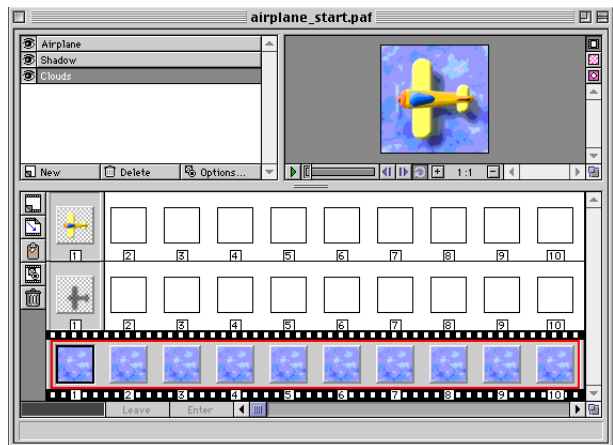 airplane_start.paf
Airplane
Shadow
Clouds
New Delete Options...
1:1
1 2 3 4 5 6 7 8 9 10
1 2 3 4 5 6 7 8 9 10
1 2 3 4 5 6 7 8 9 10
Leave Enter